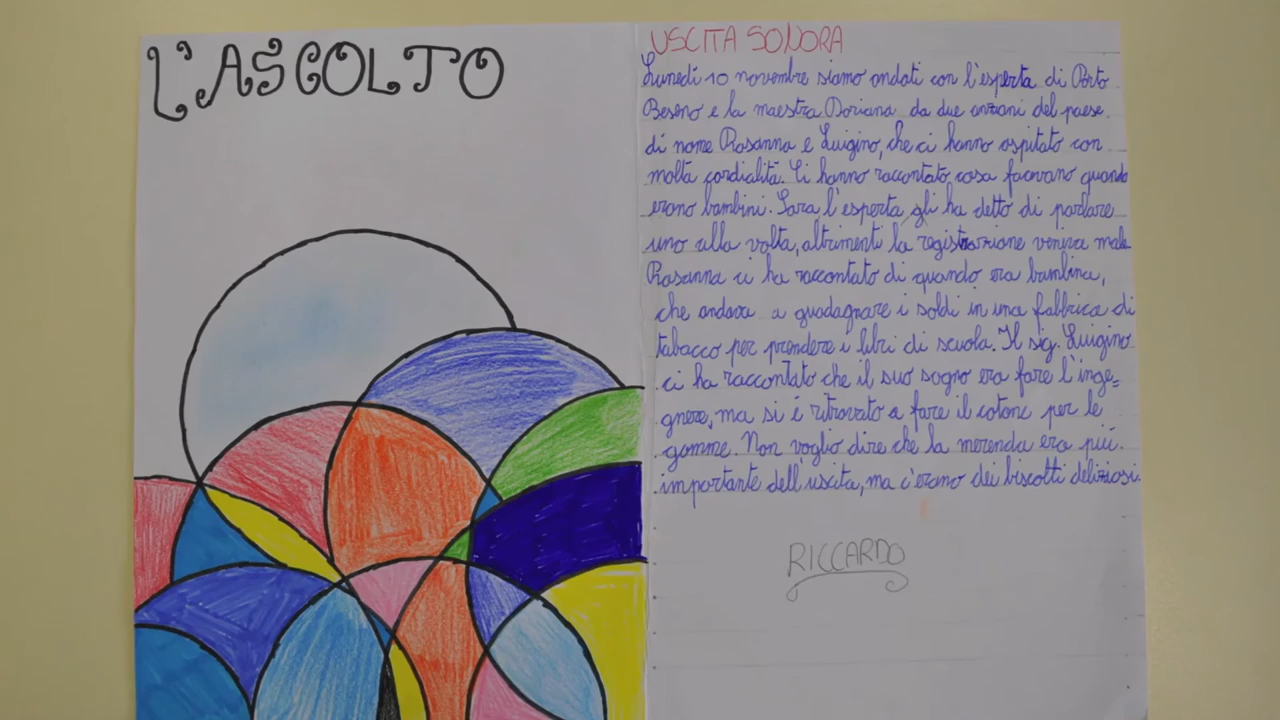 L'ASCOLTO
USCITA SONORA
Lunedì 10 novembre siamo andati con l'esperta di Porto
Beseno e la maestra Doriana da due anziani del paese
di nome Rosanna e Luigino, che ci hanno ospitato con
molta cordialità. Ci hanno raccontato cosa facevano quando
erano bambini. Sara l'esperta gli ha detto di parlare
uno alla volta, altrimenti la registrazione veniva male
Rosanna ci ha raccontato di quando era bambina,
che andava a guadagnare i soldi in una fabbrica di
tabacco per prendere i libri di scuola. Il sig. Luigino
ci ha raccontato che il suo sogno era fare l'inge=
gnere, ma si é ritrovato a fare il cotone per le
gomme. Non voglio dire che la merenda era più
importante dell'uscita, ma c'erano dei biscotti deliziosi.
RICCARDO